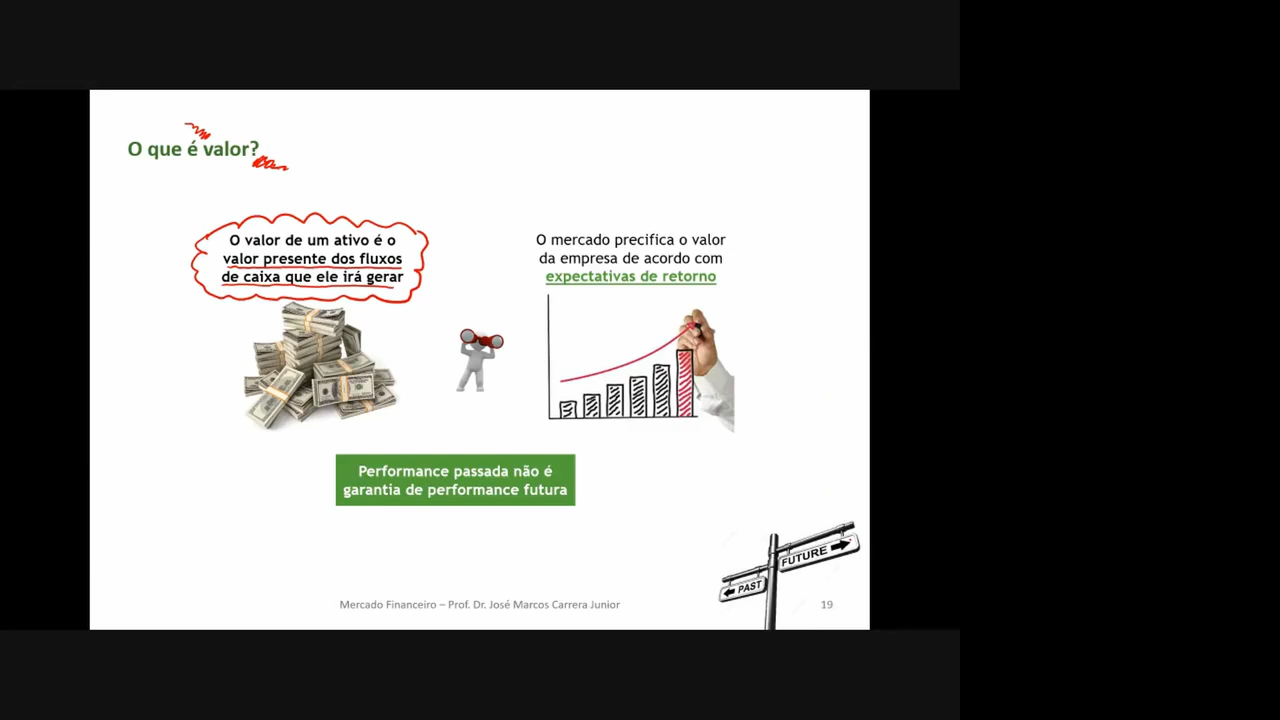 O que é valor?
O valor de um ativo é o
valor presente dos fluxos
de caixa que ele irá gerar
O mercado precifica o valor
da empresa de acordo com
expectativas de retorno
Performance passada não é
garantia de performance futura
FUTURE
PAST
Mercado Financeiro – Prof. Dr. José Marcos Carrera Junior
19